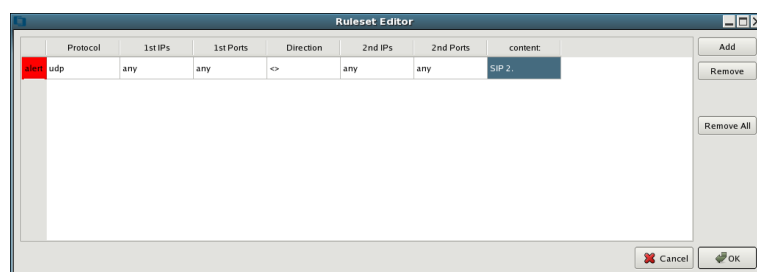 Ruleset Editor
Protocol 1st IPs 1st Ports Direction 2nd IPs 2nd Ports content: Add
alert udp any any <> any any SIP 2. Remove
Remove All
Cancel OK